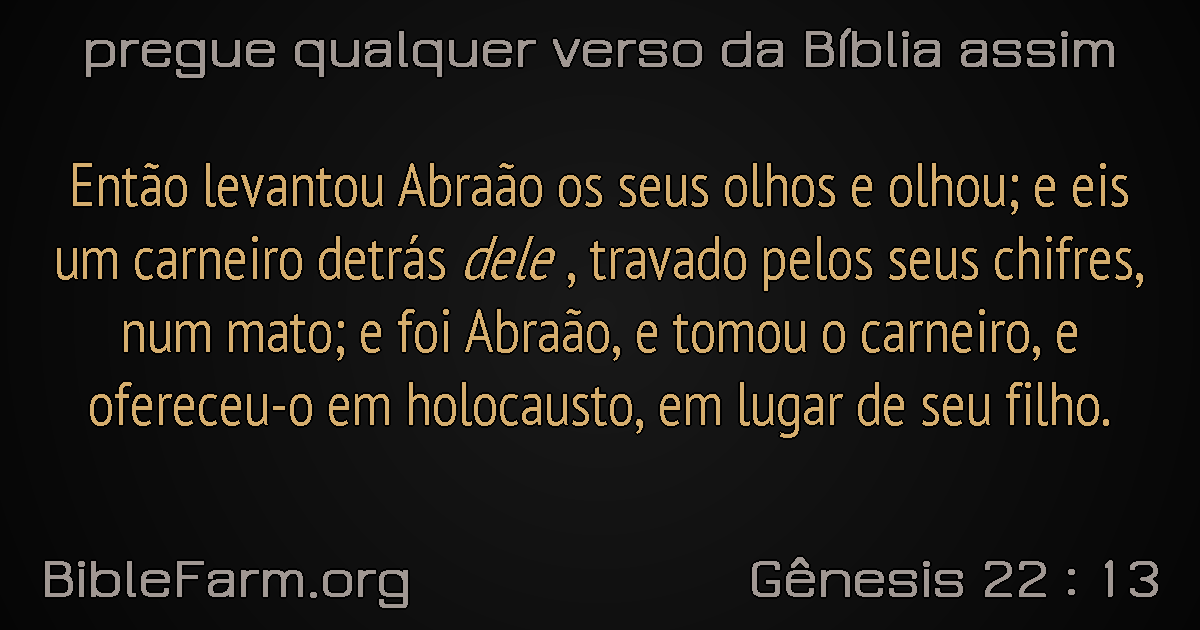 pregue qualquer verso da Bíblia assim
Então levantou Abraão os seus olhos e olhou; e eis
um carneiro detrás dele , travado pelos seus chifres,
num mato; e foi Abraão, e tomou o carneiro, e
ofereceu-o em holocausto, em lugar de seu filho.
BibleFarm.org
Gênesis 22 : 13